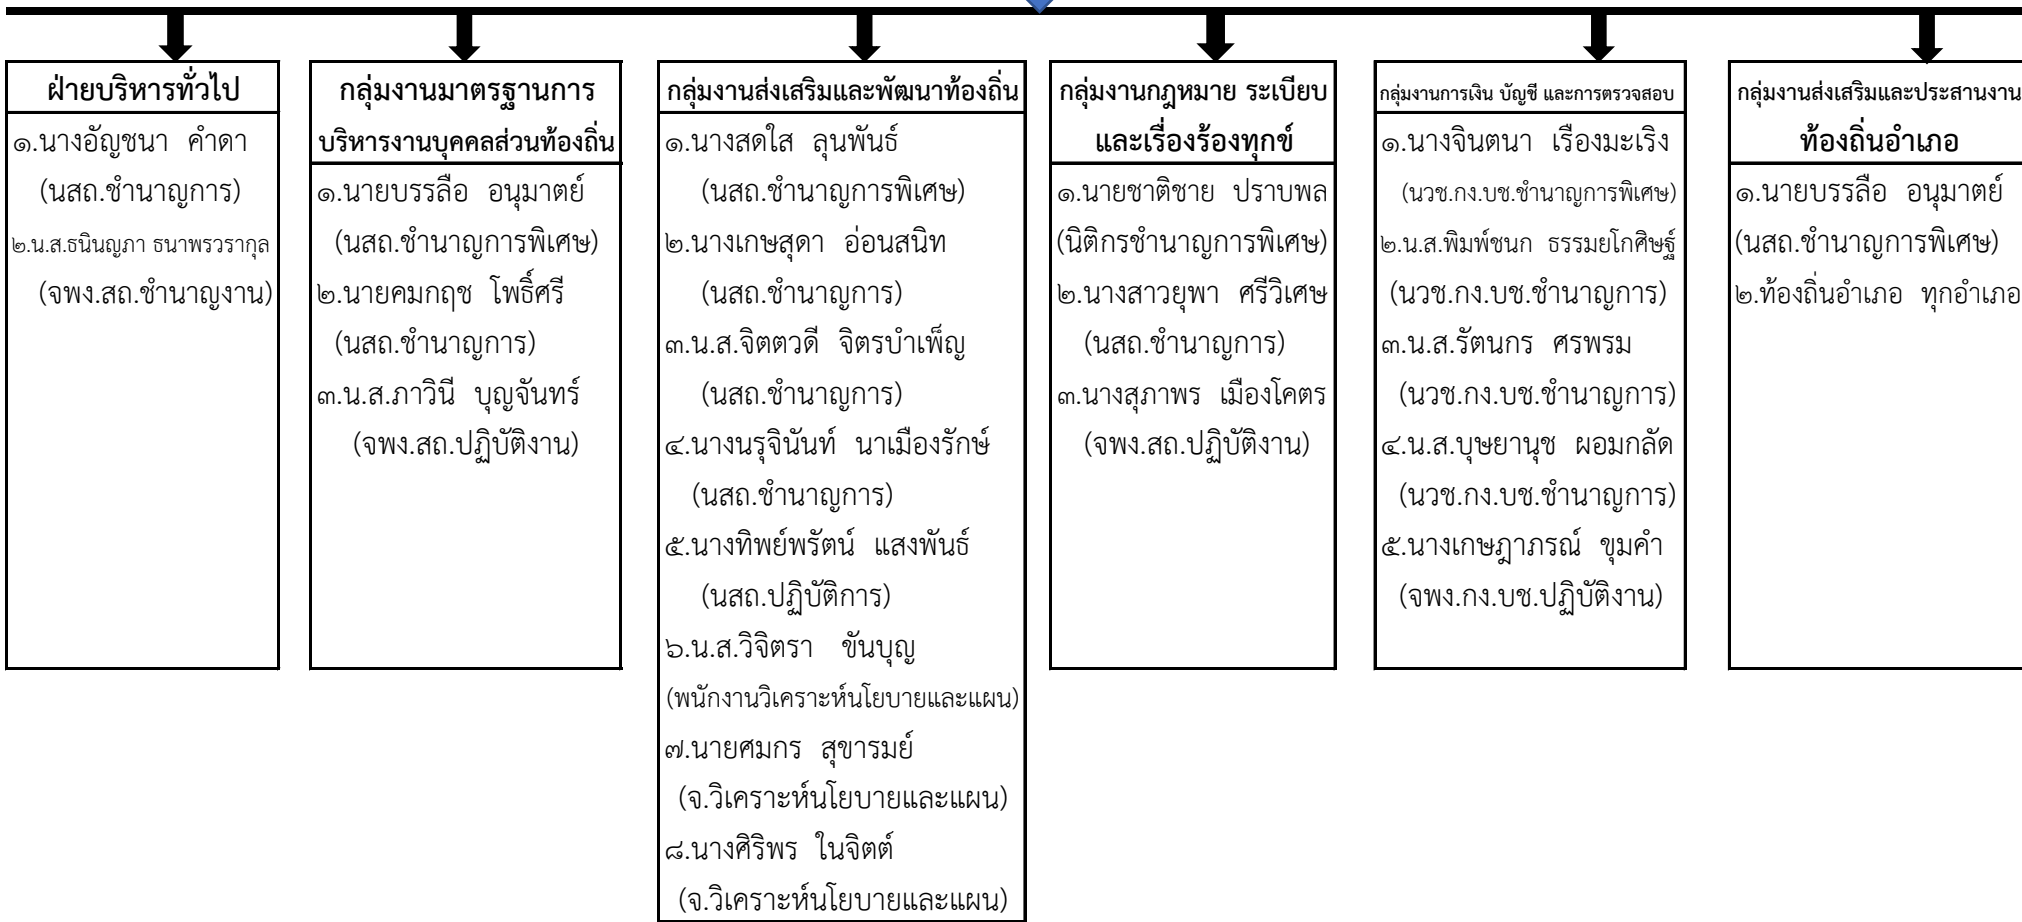 ฝ่ายบริหารทั่วไป
๑.นางอัญชนา คำดา
(นสถ.ชำนาญการ)
๒.น.ส.ธนินญภา ธนาพรวรากุล
(จพง.สถ.ชำนาญงาน)
กลุ่มงานมาตรฐานการ
บริหารงานบุคคลส่วนท้องถิ่น
๑.นายบรรลือ อนุมาตย์
(นสถ.ชำนาญการพิเศษ)
๒.นายคมกฤช โพธิ์ศรี
(นสถ.ชำนาญการ)
๓.น.ส.ภาวินี บุญจันทร์
(จพง.สถ.ปฏิบัติงาน)
กลุ่มงานส่งเสริมและพัฒนาท้องถิ่น
๑.นางสดใส ลุนพันธ์
(นสถ.ชำนาญการพิเศษ)
๒.นางเกษสุดา อ่อนสนิท
(นสถ.ชำนาญการ)
๓.น.ส.จิตตวดี จิตรบำเพ็ญ
(นสถ.ชำนาญการ)
๔.นางนรุจินันท์ นาเมืองรักษ์
(นสถ.ชำนาญการ)
๕.นางทิพย์พรัตน์ แสงพันธ์
(นสถ.ปฏิบัติการ)
๖.น.ส.วิจิตรา ขันบุญ
(พนักงานวิเคราะห์นโยบายและแผน)
๗.นายศมกร สุขารมย์
(จ.วิเคราะห์นโยบายและแผน)
๘.นางศิริพร ในจิตต์
(จ.วิเคราะห์นโยบายและแผน)
กลุ่มงานกฎหมาย ระเบียบ
และเรื่องร้องทุกข์
๑.นายชาติชาย ปราบพล
(นิติกรชำนาญการพิเศษ)
๒.นางสาวยุพา ศรีวิเศษ
(นสถ.ชำนาญการ)
๓.นางสุภาพร เมืองโคตร
(จพง.สถ.ปฏิบัติงาน)
กลุ่มงานการเงิน บัญชี และการตรวจสอบ
๑.นางจินตนา เรืองมะเริง
(นวช.กง.บช.ชำนาญการพิเศษ)
๒.น.ส.พิมพ์ชนก ธรรมยโกศิษฐ์
(นวช.กง.บช.ชำนาญการ)
๓.น.ส.รัตนกร ศรพรม
(นวช.กง.บช.ชำนาญการ)
๔.น.ส.บุษยานุช ผอมกลัด
(นวช.กง.บช.ชำนาญการ)
๕.นางเกษฎาภรณ์ ขุมคำ
(จพง.กง.บช.ปฏิบัติงาน)
กลุ่มงานส่งเสริมและประสานงาน
ท้องถิ่นอำเภอ
๑.นายบรรลือ อนุมาตย์
(นสถ.ชำนาญการพิเศษ)
๒.ท้องถิ่นอำเภอ ทุกอำเภอ